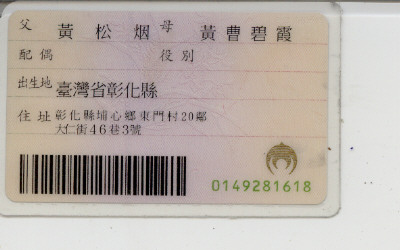 父 黃松烟 母 黃曹碧霞
配偶 役別
出生地 臺灣省彰化縣
住址 彰化縣埔心鄉東門村20鄰
大仁街46巷3號
0149281618